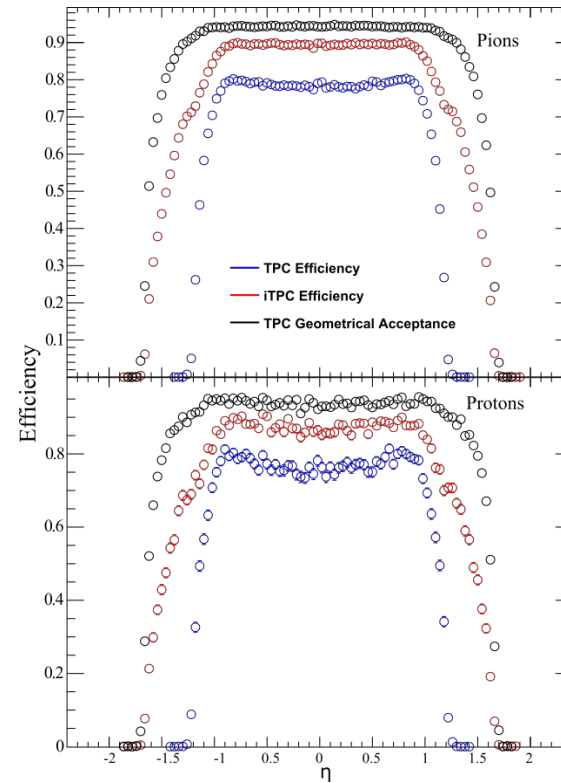 0.9
Pions
0.8
0.7
0.6
0.5
0.4
0.3
TPC Efficiency
iTPC Efficiency
0.2
TPC Geometrical Acceptance
0.1
Efficiency
Protons
0.8
0.6
0.4
0.2
0
-2 -1.5 -1 -0.5 0 0.5 1 1.5 2
η